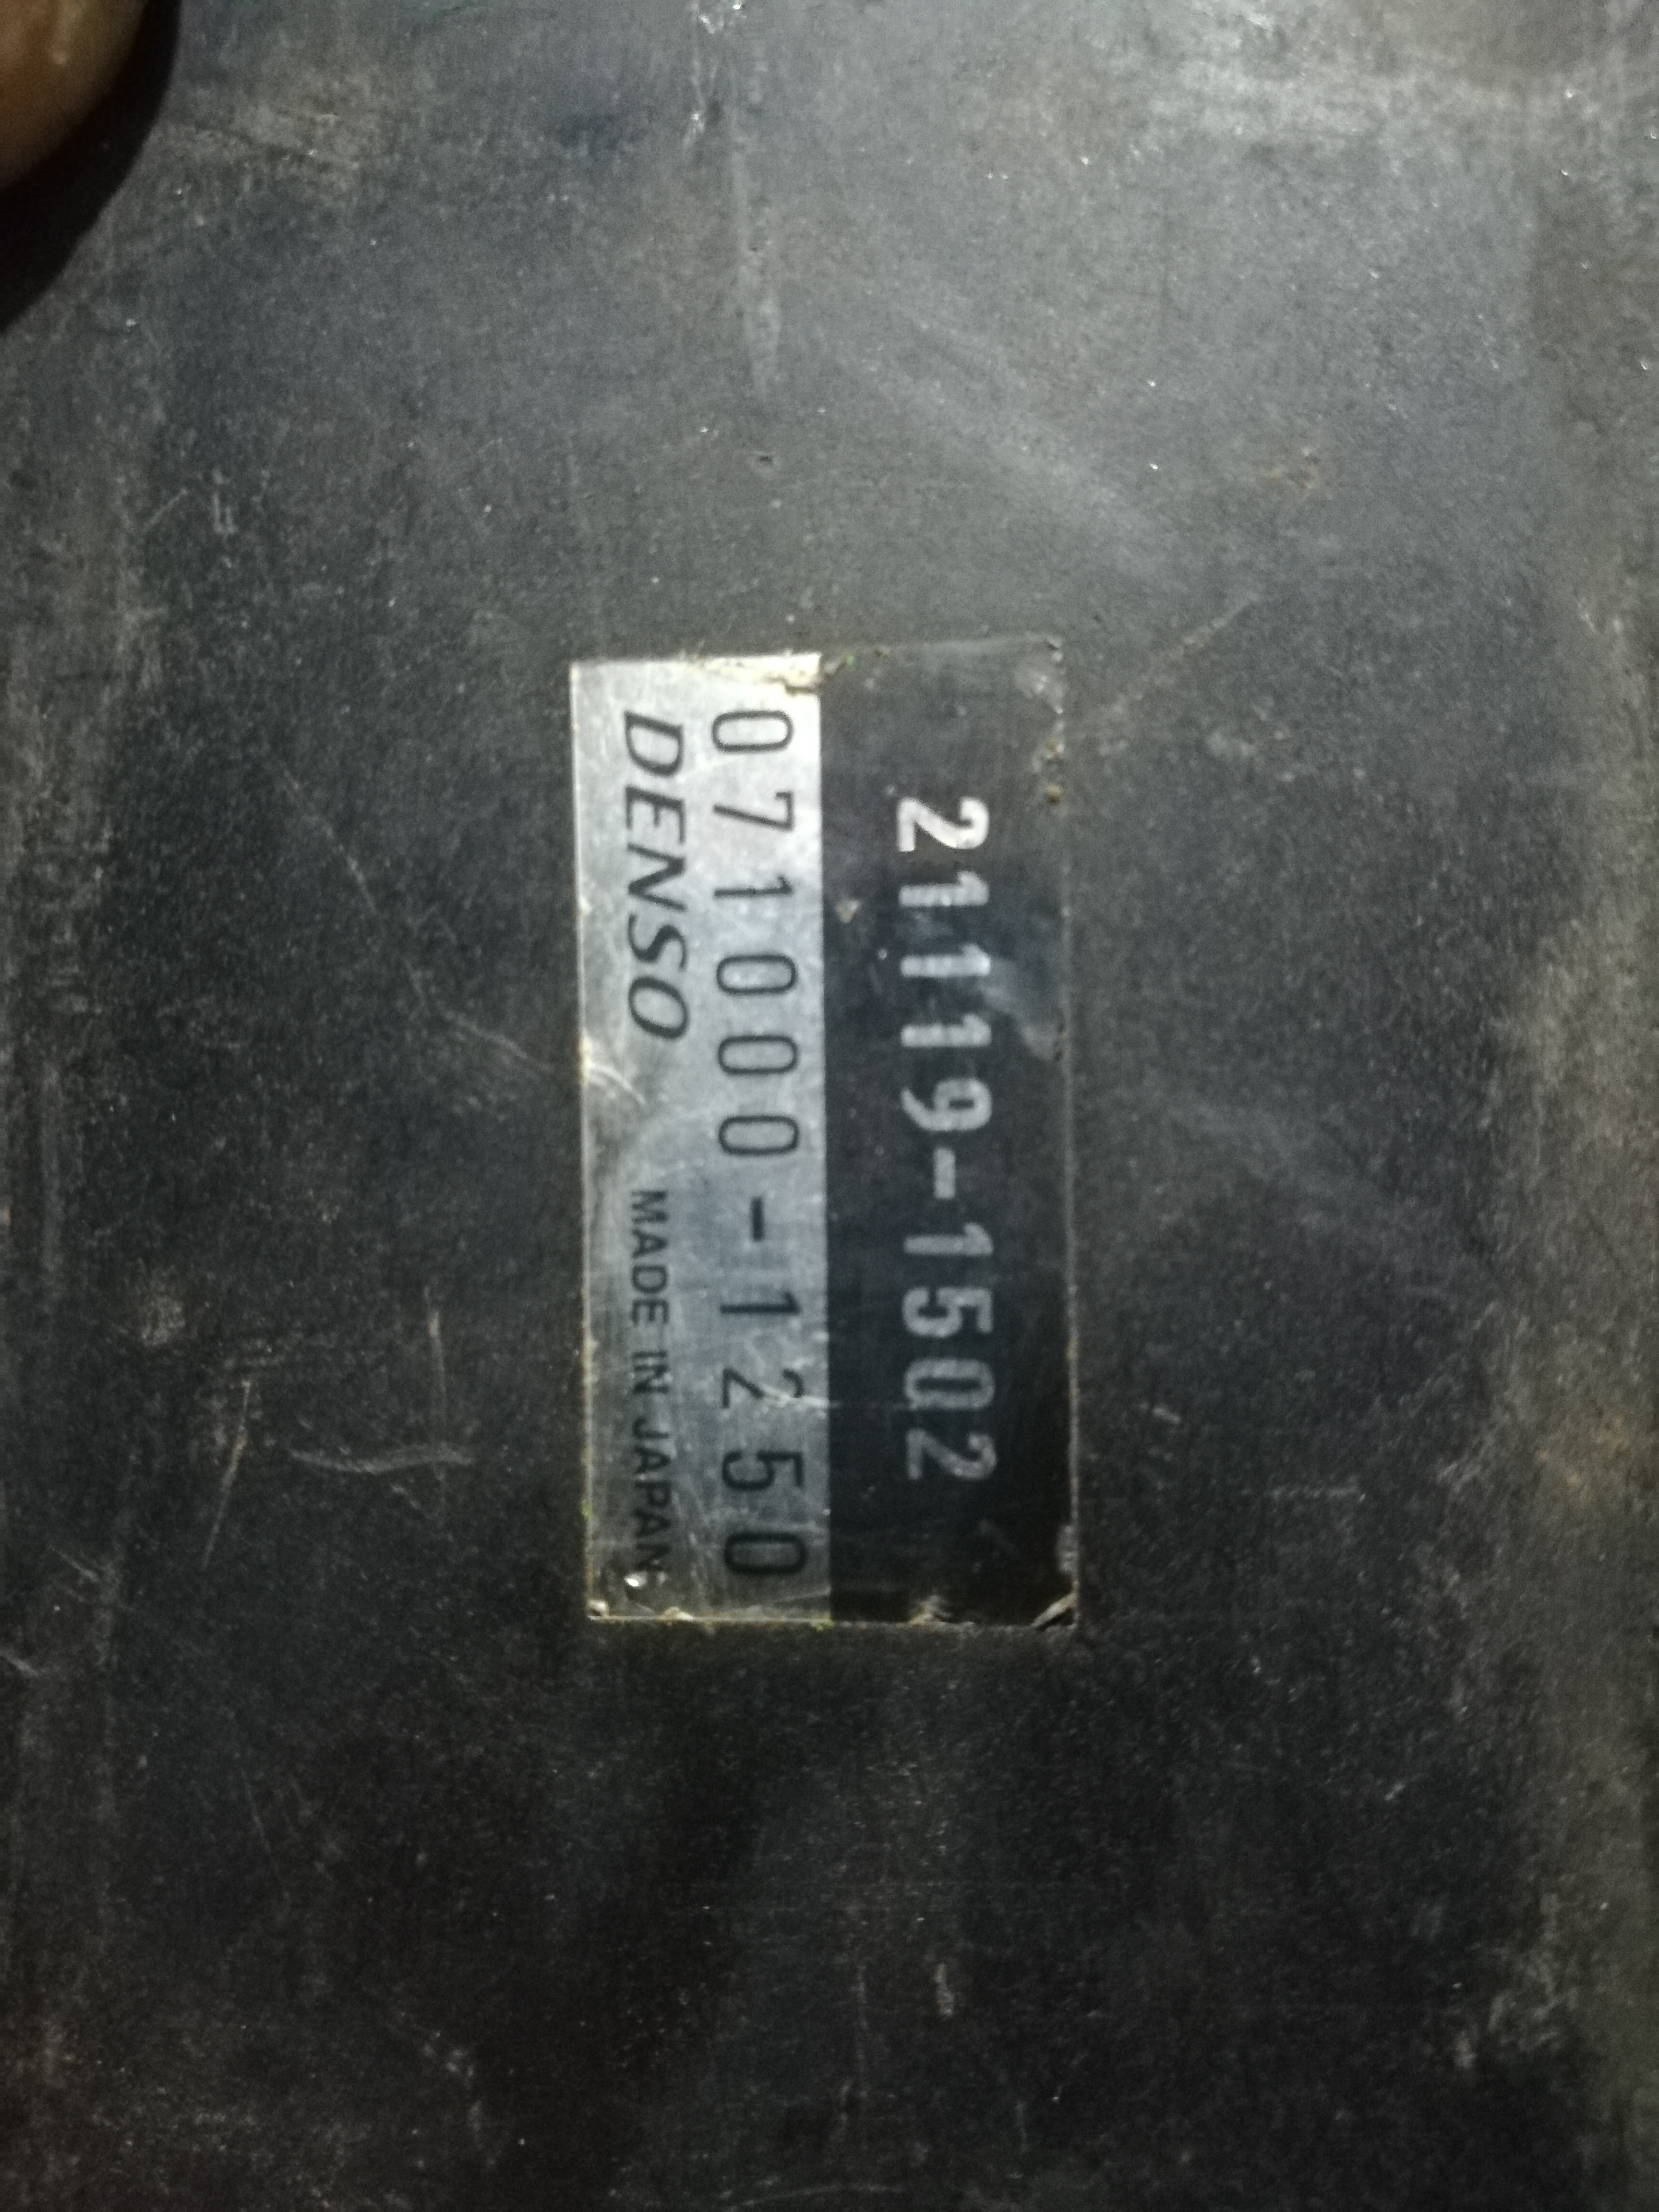 21119-1502
071000-1250
DENSO MADE IN JAPAN